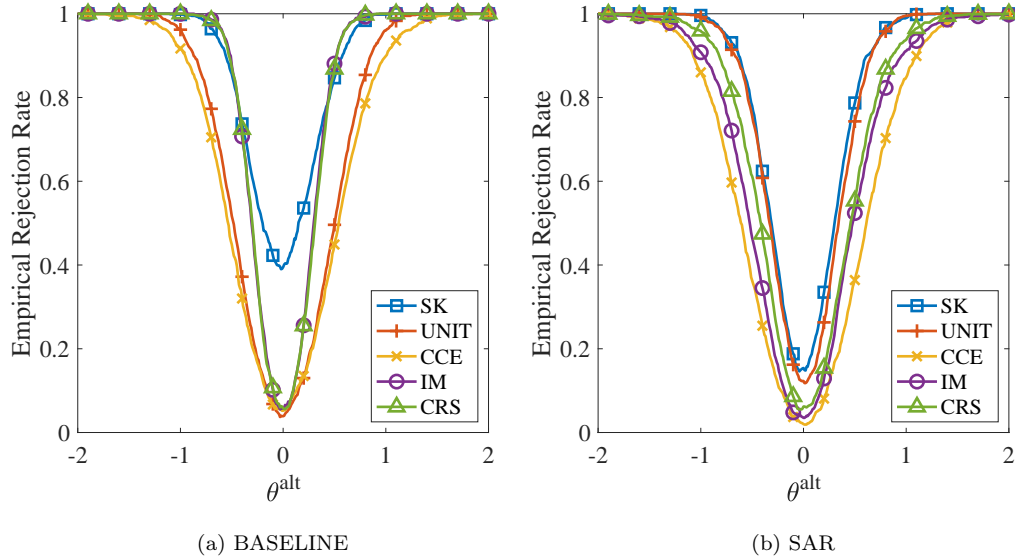 Empirical Rejection Rate
1
0.8
0.6
0.4
0.2
0
-2
-1
0
1
2
θ^alt
SK
UNIT
CCE
IM
CRS
(a) BASELINE
Empirical Rejection Rate
1
0.8
0.6
0.4
0.2
0
-2
-1
0
1
2
θ^alt
SK
UNIT
CCE
IM
CRS
(b) SAR